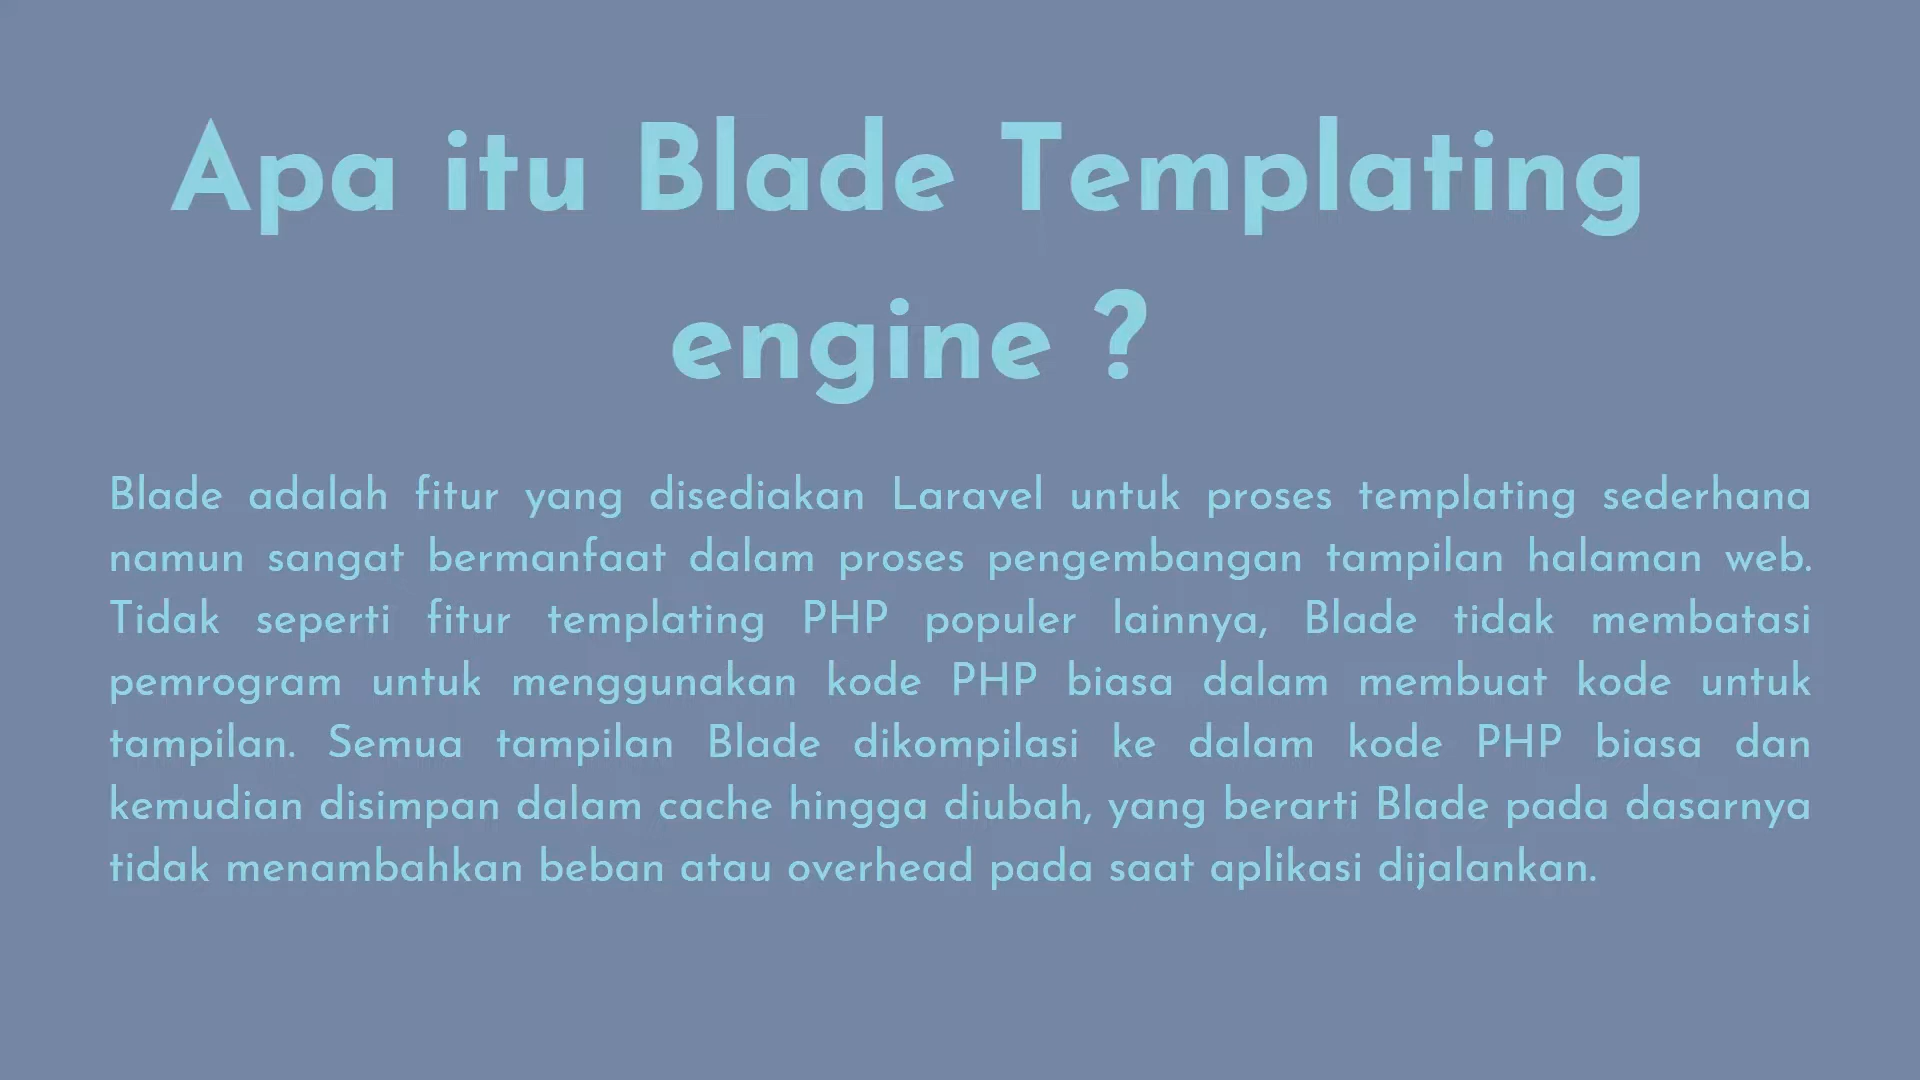 Apa itu Blade Templating
engine ?
Blade adalah fitur yang disediakan Laravel untuk proses templating sederhana
namun sangat bermanfaat dalam proses pengembangan tampilan halaman web.
Tidak seperti fitur templating PHP populer lainnya, Blade tidak membatasi
pemrogram untuk menggunakan kode PHP biasa dalam membuat kode untuk
tampilan. Semua tampilan Blade dikompilasi ke dalam kode PHP biasa dan
kemudian disimpan dalam cache hingga diubah, yang berarti Blade pada dasarnya
tidak menambahkan beban atau overhead pada saat aplikasi dijalankan.